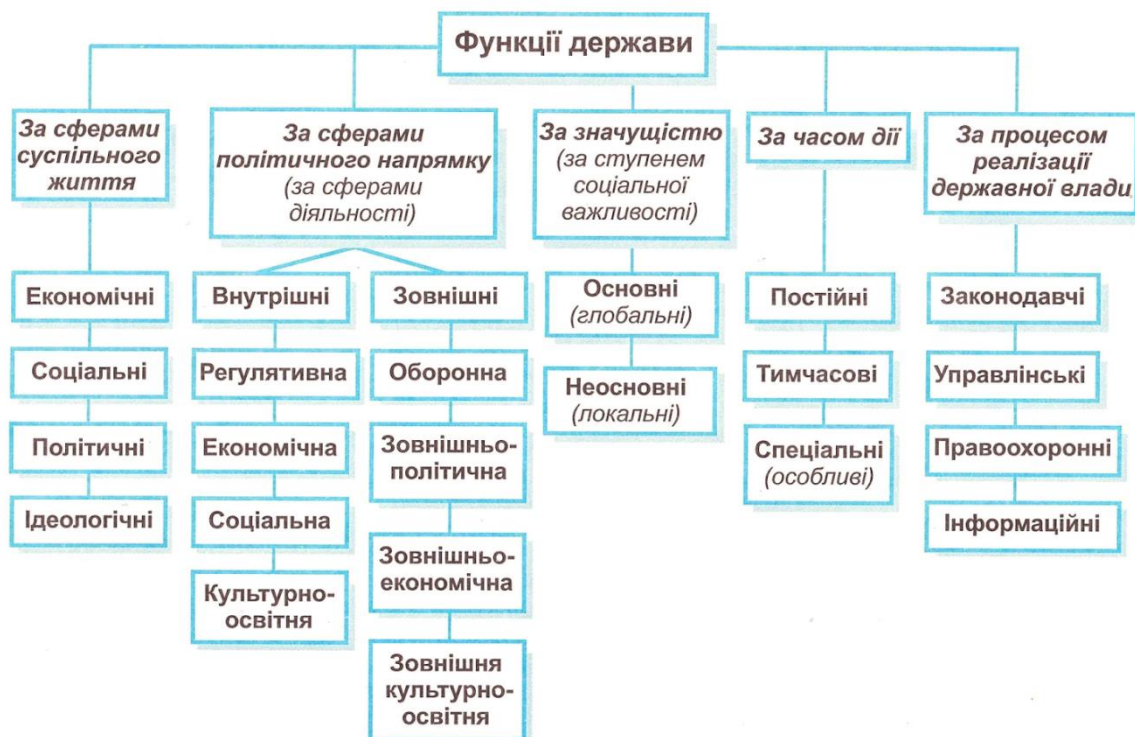 Функції держави
За сферами
суспільного
життя
Економічні
Соціальні
Політичні
Ідеологічні
За сферами
політичного напрямку
(за сферами
діяльності)
Внутрішні
Регулятивна
Економічна
Соціальна
Культурно-
освітня
Зовнішні
Оборонна
Зовнішньо-
політична
Зовнішньо-
економічна
Зовнішня
культурно-
освітня
За значущістю
(за ступенем
соціальної
важливості)
Основні
(глобальні)
Неосновні
(локальні)
За часом дії
Постійні
Тимчасові
Спеціальні
(особливі)
За процесом
реалізації
державної влади
Законодавчі
Управлінські
Правоохоронні
Інформаційні